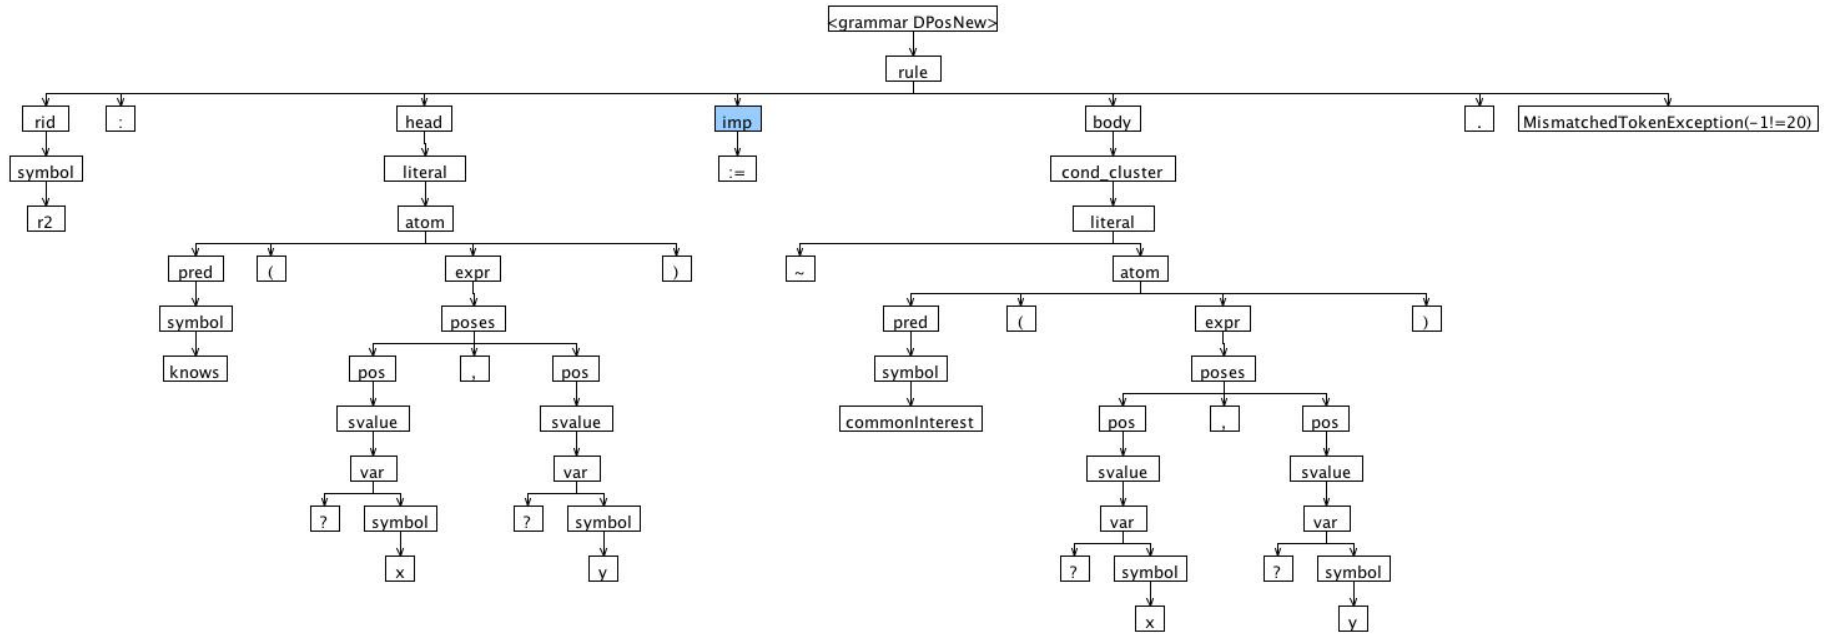 <grammar DPosNew>
rule
rid : head imp body . MismatchedTokenException(-1!=20)
symbol literal := cond_cluster
r2 atom literal
pred ( expr ) ~ atom
symbol poses pred ( expr )
knows pos , pos symbol poses
svalue svalue commonInterest pos , pos
var var svalue svalue
? symbol ? symbol var var
x y ? symbol ? symbol
x y